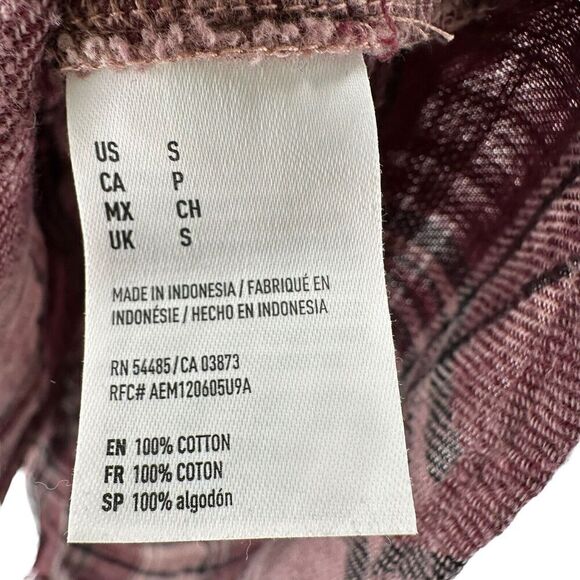 US S
CA P
MX CH
UK S
MADE IN INDONESIA / FABRIQUÉ EN
INDONÉSIE / HECHO EN INDONESIA
RN 54485/CA 03873
RFC# AEM120605U9A
EN 100% COTTON
FR 100% COTON
SP 100% algodón